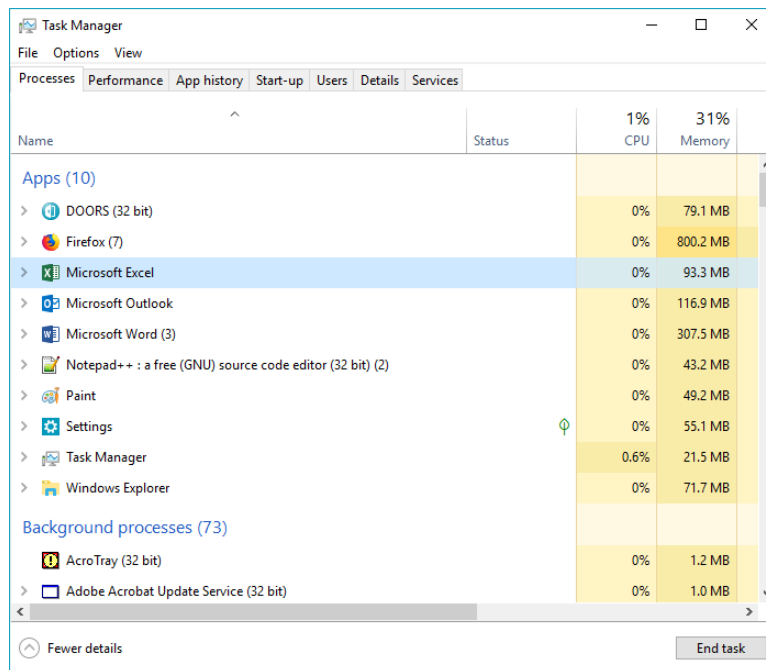 Task Manager
File Options View
Processes Performance App history Start-up Users Details Services
1% 31%
Name Status CPU Memory
Apps (10)
DOORS (32 bit) 0% 79.1 MB
Firefox (7) 0% 800.2 MB
Microsoft Excel 0% 93.3 MB
Microsoft Outlook 0% 116.9 MB
Microsoft Word (3) 0% 307.5 MB
Notepad++ : a free (GNU) source code editor (32 bit) (2) 0% 43.2 MB
Paint 0% 49.2 MB
Settings 0% 55.1 MB
Task Manager 0.6% 21.5 MB
Windows Explorer 0% 71.7 MB
Background processes (73)
AcroTray (32 bit) 0% 1.2 MB
Adobe Acrobat Update Service (32 bit) 0% 1.0 MB
Fewer details End task